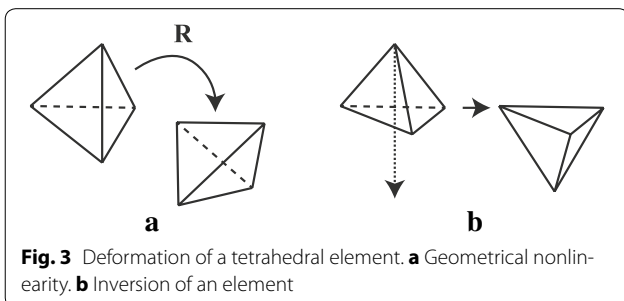 R
a
b
Fig. 3 Deformation of a tetrahedral element. a Geometrical nonlin-
earity. b Inversion of an element